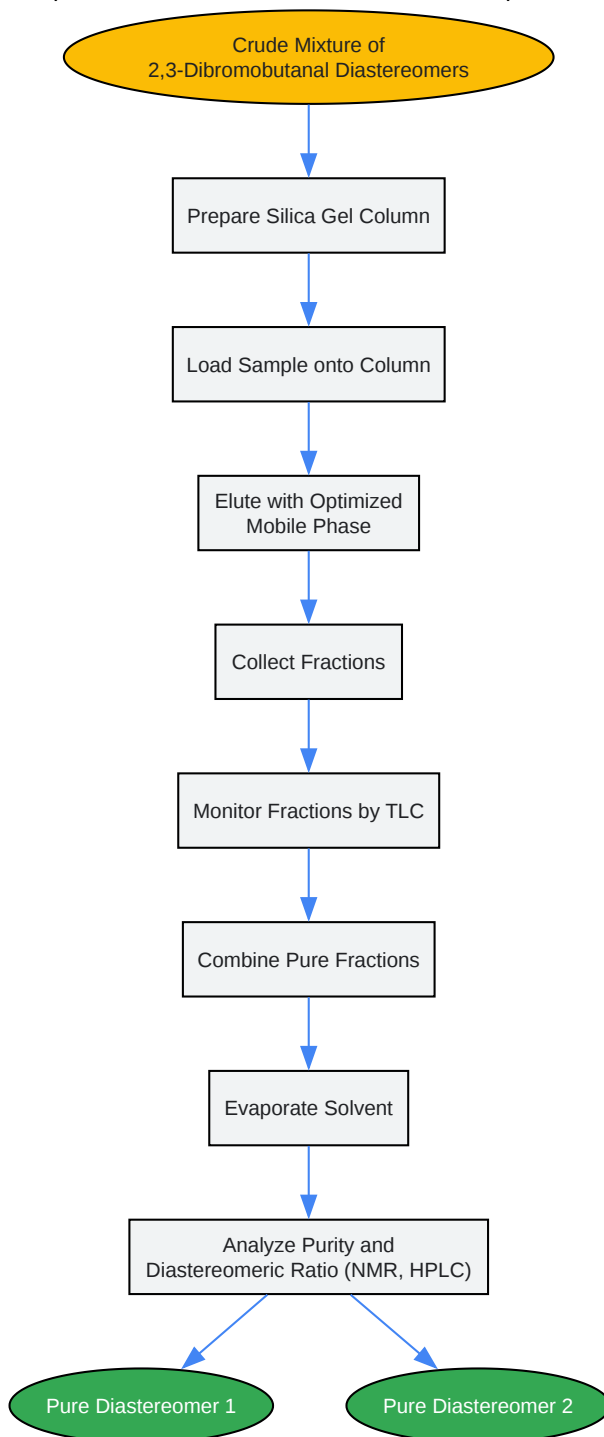 Crude Mixture of
2,3-Dibromobutanal Diastereomers
Prepare Silica Gel Column
Load Sample onto Column
Elute with Optimized
Mobile Phase
Collect Fractions
Monitor Fractions by TLC
Combine Pure Fractions
Evaporate Solvent
Analyze Purity and
Diastereomeric Ratio (NMR, HPLC)
Pure Diastereomer 1
Pure Diastereomer 2